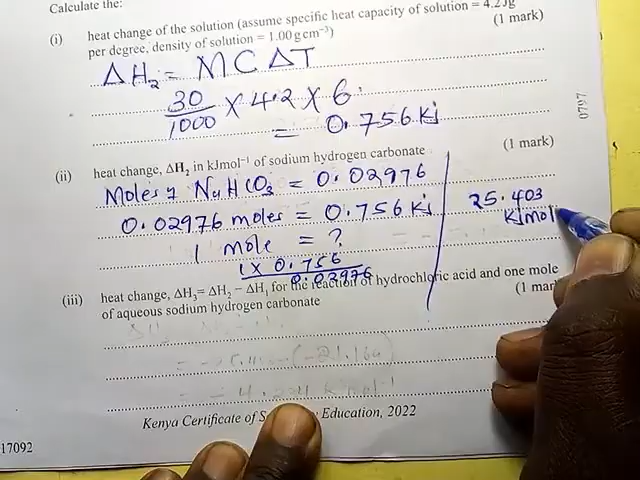 Calculate the:
(i) heat change of the solution (assume specific heat capacity of solution = 4.2Jg
per degree, density of solution = 1.00 g cm⁻³)
(1 mark)
ΔH₂ = MCΔT
30/1000 × 4.2 × 6
= 0.756 kj
0797
(ii) heat change, ΔH₂ in kJmol⁻¹ of sodium hydrogen carbonate
(1 mark)
Moles of NaHCO₃ = 0.02976
0.02976 moles = 0.756 kj
1 mole = ?
1 x 0.756
0.02976
25.403
kjmol
(iii) heat change, ΔH₃ = ΔH₂ – ΔH₁ for the reaction of hydrochloric acid and one mole
of aqueous sodium hydrogen carbonate
(1 mar
Kenya Certificate of S y Education, 2022
17092